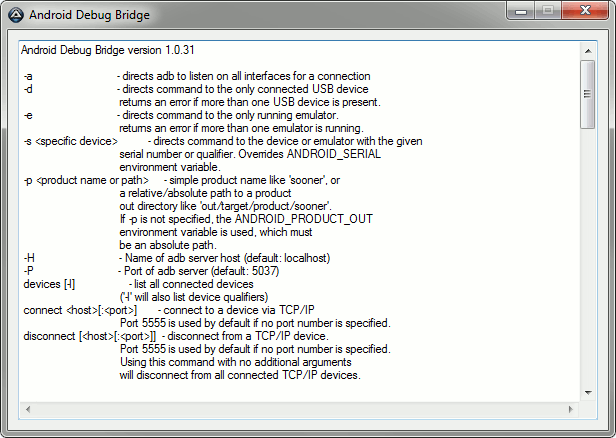 Android Debug Bridge
Android Debug Bridge version 1.0.31
-a - directs adb to listen on all interfaces for a connection
-d - directs command to the only connected USB device
returns an error if more than one USB device is present.
-e - directs command to the only running emulator.
returns an error if more than one emulator is running.
-s <specific device> - directs command to the device or emulator with the given
serial number or qualifier. Overrides ANDROID_SERIAL
environment variable.
-p <product name or path> - simple product name like 'sooner', or
a relative/absolute path to a product
out directory like 'out/target/product/sooner'.
If -p is not specified, the ANDROID_PRODUCT_OUT
environment variable is used, which must
be an absolute path.
-H - Name of adb server host (default: localhost)
-P - Port of adb server (default: 5037)
devices [-l] - list all connected devices
('-l' will also list device qualifiers)
connect <host>[:<port>] - connect to a device via TCP/IP
Port 5555 is used by default if no port number is specified.
disconnect [<host>[:<port>]] - disconnect from a TCP/IP device.
Port 5555 is used by default if no port number is specified.
Using this command with no additional arguments
will disconnect from all connected TCP/IP devices.